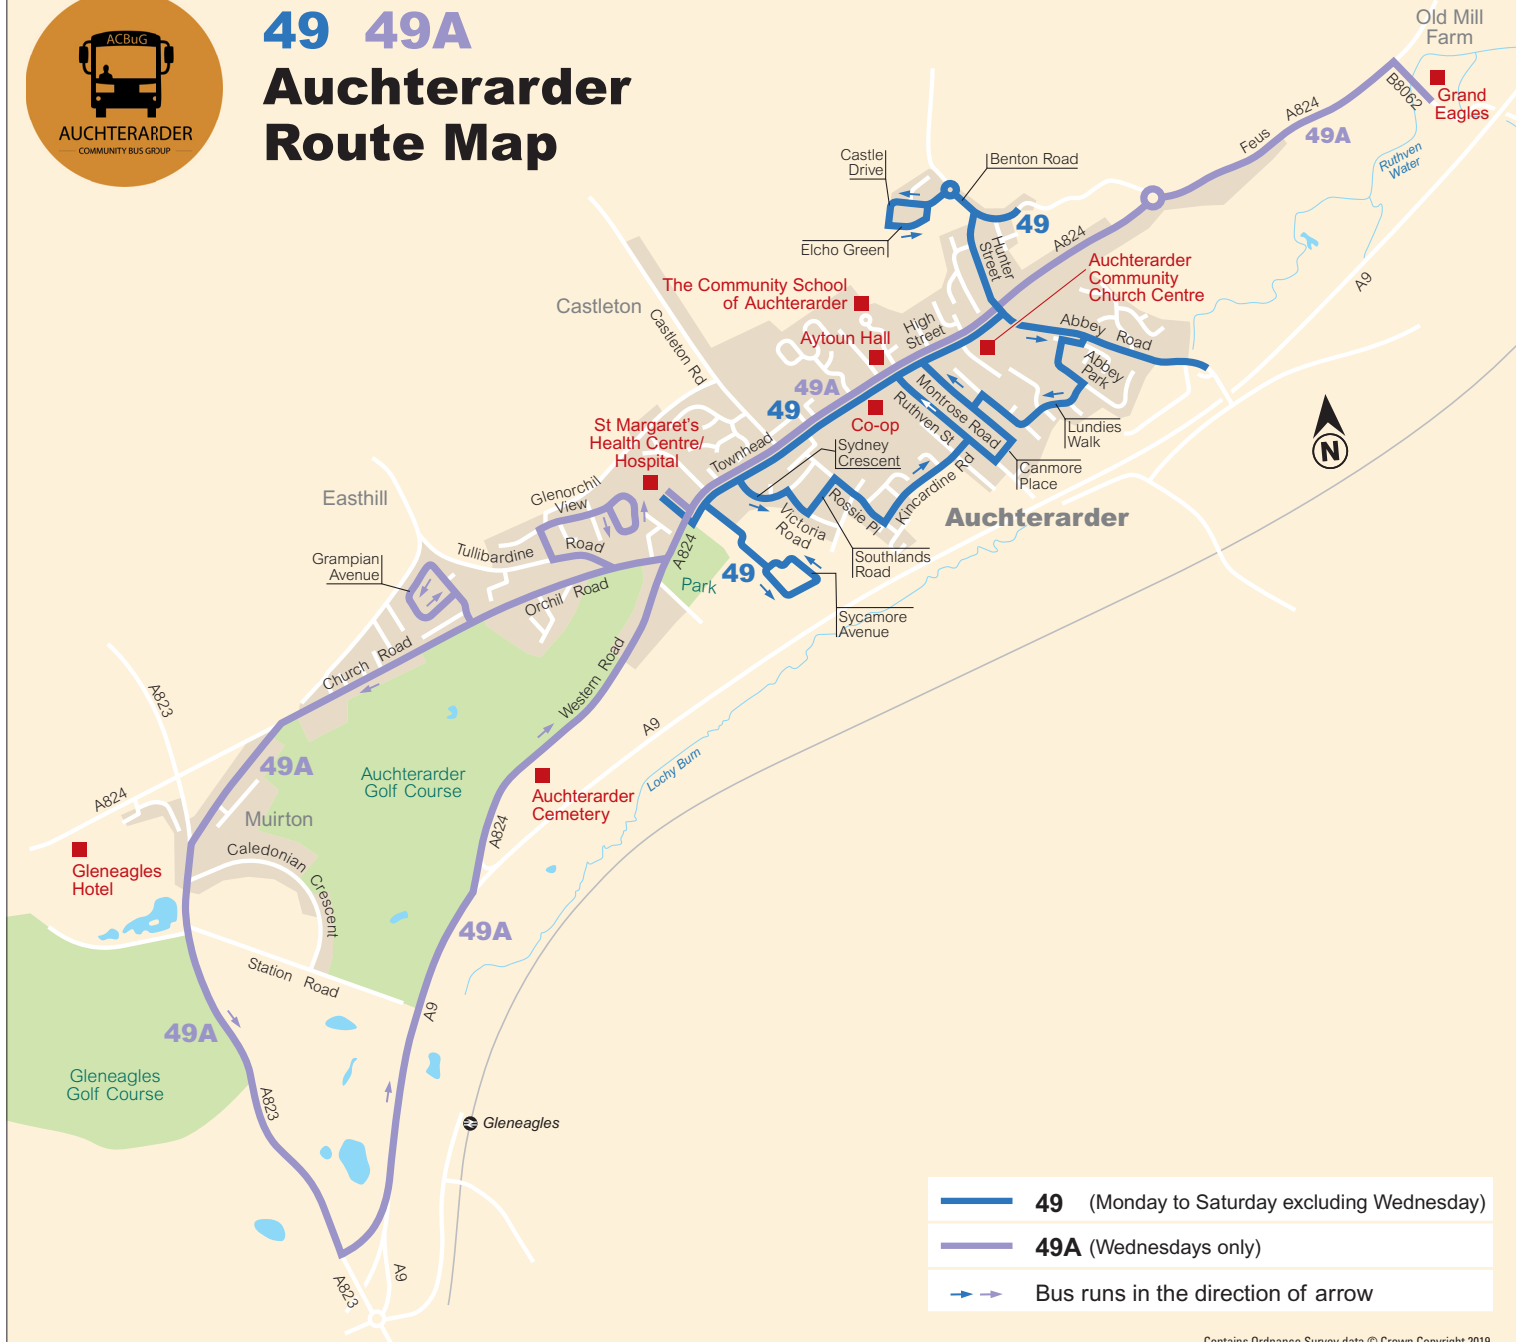 ACBuG
AUCHTERARDER
COMMUNITY BUS GROUP
49 49A
Auchterarder
Route Map
Old Mill
Farm
Grand
Eagles
B8062
A824
Feus
49A
Ruthven
Water
A9
Castle
Drive
Benton Road
Elcho Green
49
Hunter
Street
A824
Auchterarder
Community
Church Centre
The Community School
of Auchterarder
Castleton
Castleton Rd
Aytoun Hall
High
Street
Abbey Road
Abbey
Park
49A
49
Co-op
Montrose Road
Ruthven St
Lundies
Walk
Canmore
Place
St Margaret's
Health Centre/
Hospital
Townhead
Sydney
Crescent
Kincardine Rd
Rossie Pl
Victoria
Road
Southlands
Road
Auchterarder
N
Easthill
Glenorchil
View
Tullibardine Road
Grampian
Avenue
A824
Park
49
Sycamore
Avenue
Orchil Road
Church Road
Western Road
A823
A9
Lochy Burn
49A
Auchterarder
Golf Course
Auchterarder
Cemetery
A824
Muirton
A824
Gleneagles
Hotel
Caledonian Crescent
49A
Station Road
A9
49A
Gleneagles
Golf Course
A823
Gleneagles
A823
A9
49 (Monday to Saturday excluding Wednesday)
49A (Wednesdays only)
Bus runs in the direction of arrow
Contains Ordnance Survey data © Crown Copyright 2019